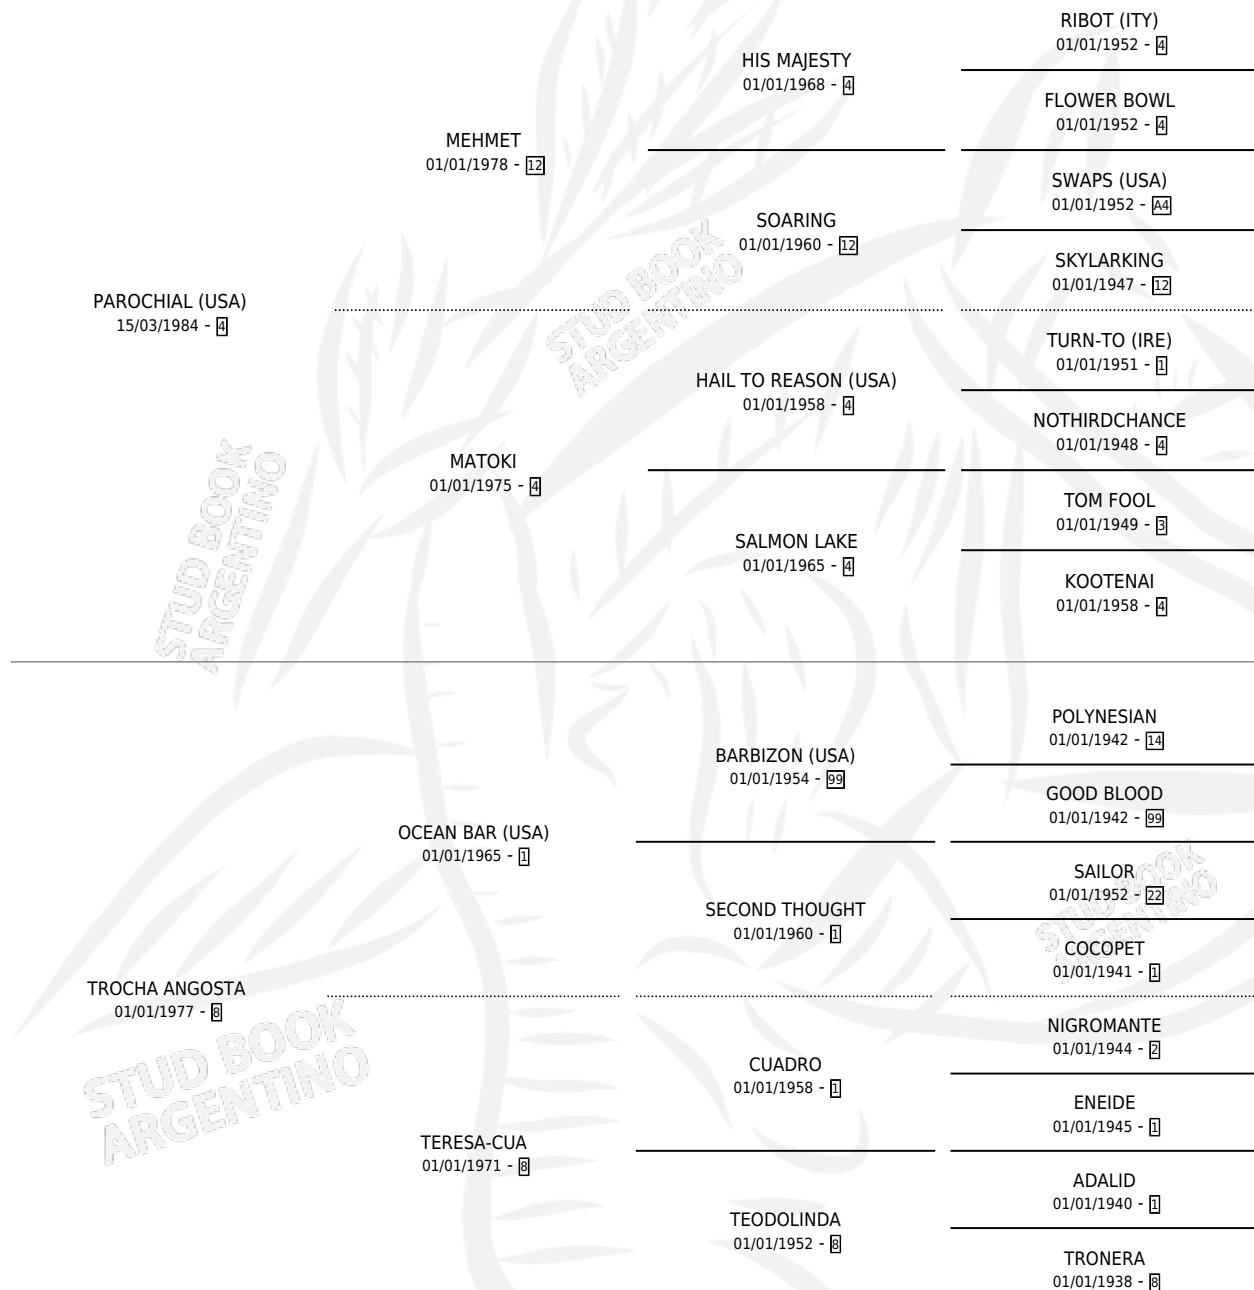 RIBOT (ITY)
01/01/1952 - 4
HIS MAJESTY
01/01/1968 - 4
FLOWER BOWL
01/01/1952 - 4
MEHMET
01/01/1978 - 12
SWAPS (USA)
01/01/1952 - A4
SOARING
01/01/1960 - 12
SKYLARKING
01/01/1947 - 12
PAROCHIAL (USA)
15/03/1984 - 4
TURN-TO (IRE)
01/01/1951 - 1
HAIL TO REASON (USA)
01/01/1958 - 4
NOTHIRDCHANCE
01/01/1948 - 4
MATOKI
01/01/1975 - 4
TOM FOOL
01/01/1949 - 3
SALMON LAKE
01/01/1965 - 4
KOOTENAI
01/01/1958 - 4
STUD BOOK
ARGENTINO
STUD BOOK
ARGENTINO
POLYNESIAN
01/01/1942 - 14
BARBIZON (USA)
01/01/1954 - 99
GOOD BLOOD
01/01/1942 - 99
OCEAN BAR (USA)
01/01/1965 - 1
SAILOR
01/01/1952 - 22
SECOND THOUGHT
01/01/1960 - 1
COCOPET
01/01/1941 - 1
STUD BOOK
ARGENTINO
TROCHA ANGOSTA
01/01/1977 - 8
NIGROMANTE
01/01/1944 - 2
CUADRO
01/01/1958 - 1
ENEIDE
01/01/1945 - 1
TERESA-CUA
01/01/1971 - 8
ADALID
01/01/1940 - 1
TEODOLINDA
01/01/1952 - 8
TRONERA
01/01/1938 - 8
STUD BOOK
ARGENTINO